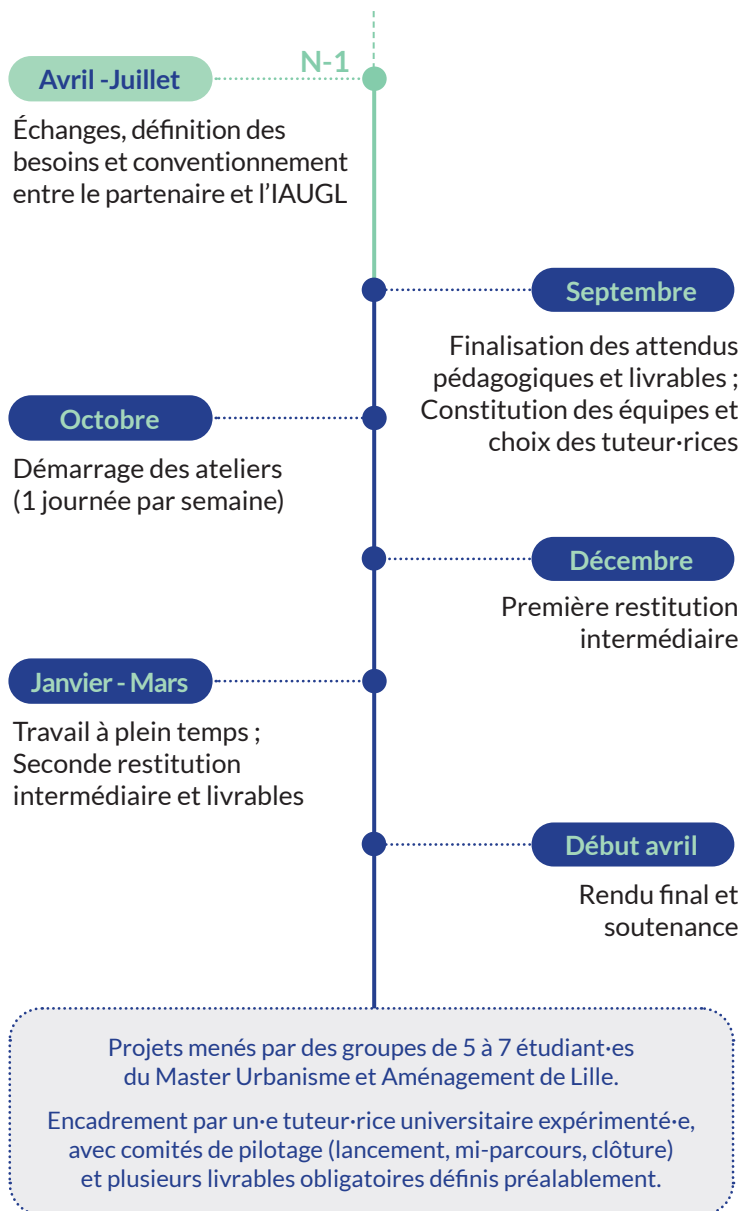 N-1
Avril -Juillet
Échanges, définition des
besoins et conventionnement
entre le partenaire et l'IAUGL
Septembre
Finalisation des attendus
pédagogiques et livrables ;
Constitution des équipes et
choix des tuteur·rices
Octobre
Démarrage des ateliers
(1 journée par semaine)
Décembre
Première restitution
intermédiaire
Janvier - Mars
Travail à plein temps ;
Seconde restitution
intermédiaire et livrables
Début avril
Rendu final et
soutenance
Projets menés par des groupes de 5 à 7 étudiant·es
du Master Urbanisme et Aménagement de Lille.
Encadrement par un·e tuteur·rice universitaire expérimenté·e,
avec comités de pilotage (lancement, mi-parcours, clôture)
et plusieurs livrables obligatoires définis préalablement.